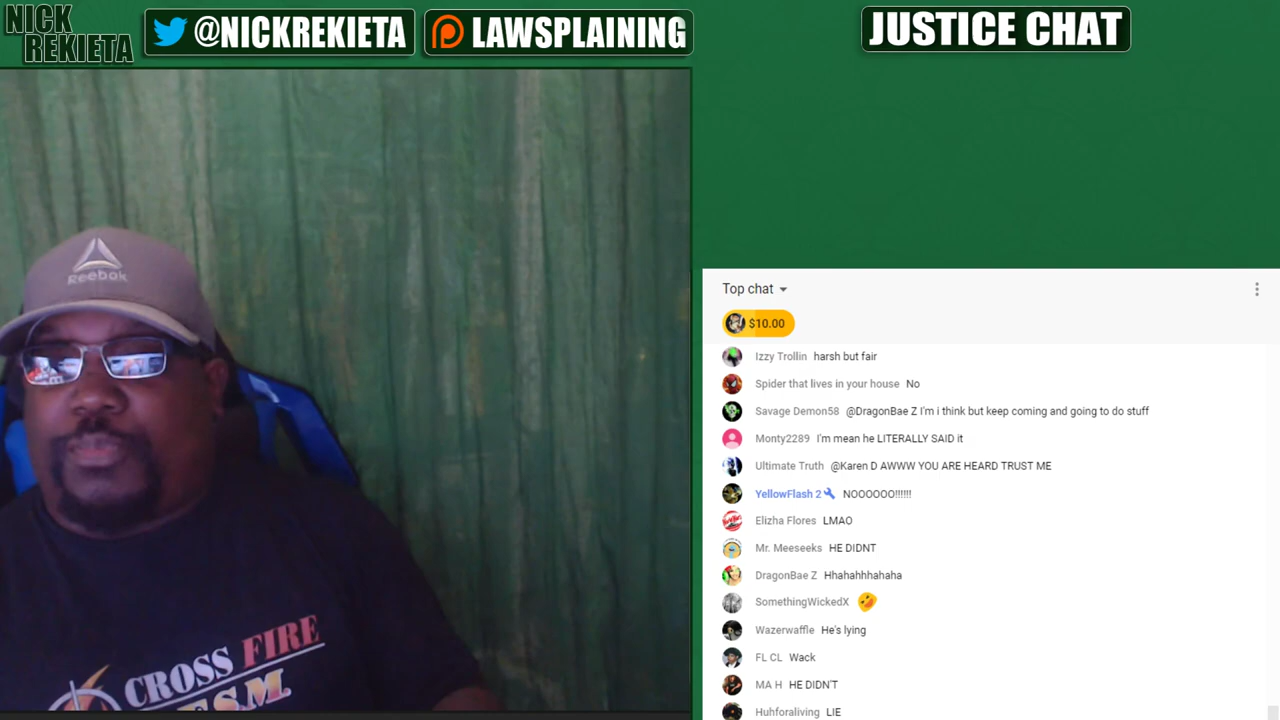 NICK
REKIETA
@NICKREKIETA
LAWSPLAINING
JUSTICE CHAT
Reebok
CROSS FIRE
F.S.M.
Top chat
$10.00
Izzy Trollin harsh but fair
Spider that lives in your house No
Savage Demon58 @DragonBae Z I'm i think but keep coming and going to do stuff
Monty2289 I'm mean he LITERALLY SAID it
Ultimate Truth @Karen D AWWW YOU ARE HEARD TRUST ME
YellowFlash 2 NOOOOOO!!!!!!
Elizha Flores LMAO
Mr. Meeseeks HE DIDNT
DragonBae Z Hhahahhhahaha
SomethingWickedX
Wazerwaffle He's lying
FL CL Wack
MA H HE DIDN'T
Huhforaliving LIE